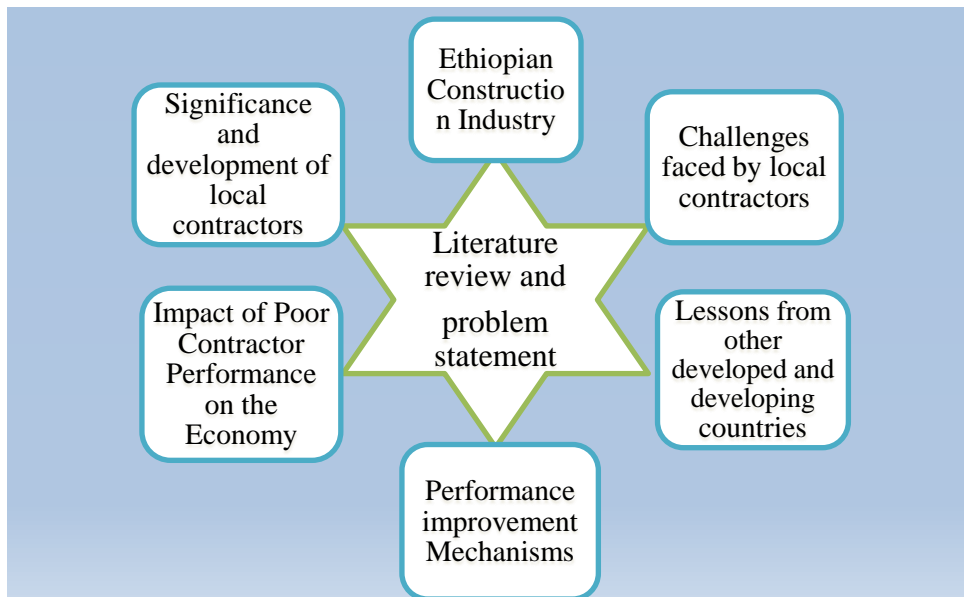 Ethiopian
Constructio
n Industry
Significance
and
development of
local
contractors
Challenges
faced by local
contractors
Literature
review and
problem
statement
Impact of Poor
Contractor
Performance
on the
Economy
Lessons from
other
developed and
developing
countries
Performance
improvement
Mechanisms